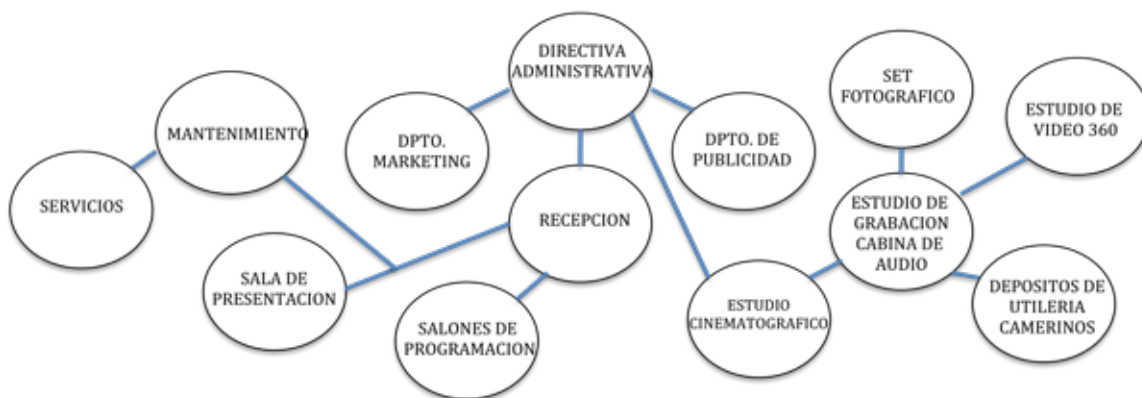 DIRECTIVA
ADMINISTRATIVA
SET
FOTOGRAFICO
ESTUDIO DE
VIDEO 360
MANTENIMIENTO
DPTO.
MARKETING
DPTO. DE
PUBLICIDAD
SERVICIOS
RECEPCION
ESTUDIO DE
GRABACION
CABINA DE
AUDIO
SALA DE
PRESENTACION
SALONES DE
PROGRAMACION
ESTUDIO
CINEMATOGRAFICO
DEPOSITOS DE
UTILERIA
CAMERINOS